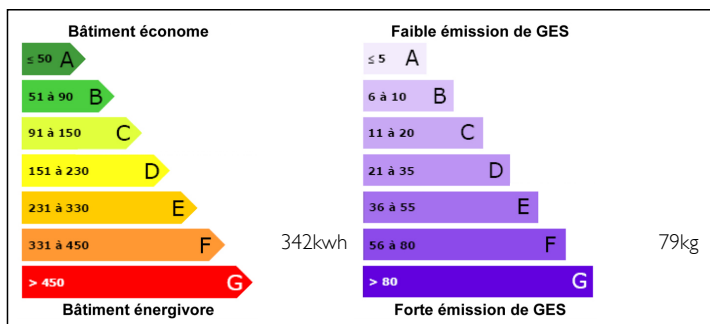 Bâtiment économe
≤ 50 A
51 à 90 B
91 à 150 C
151 à 230 D
231 à 330 E
331 à 450 F 342kwh
> 450 G
Bâtiment énergivore
Faible émission de GES
≤ 5 A
6 à 10 B
11 à 20 C
21 à 35 D
36 à 55 E
56 à 80 F 79kg
> 80 G
Forte émission de GES